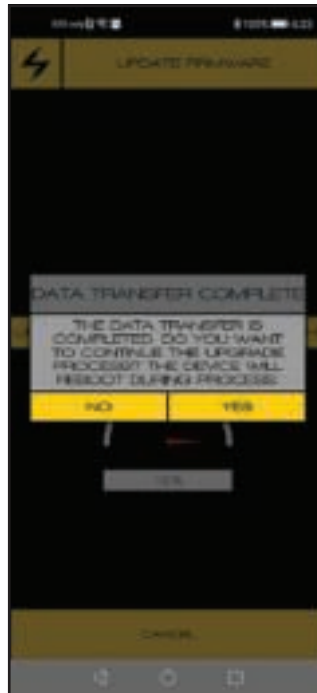 UPDATE FIRMWARE
DATA TRANSFER COMPLETE
THE DATA TRANSFER IS
COMPLETED. DO YOU WANT
TO CONTINUE THE UPGRADE
PROCESS? THE DEVICE WILL
REBOOT DURING PROCESS.
NO
YES
CANCEL